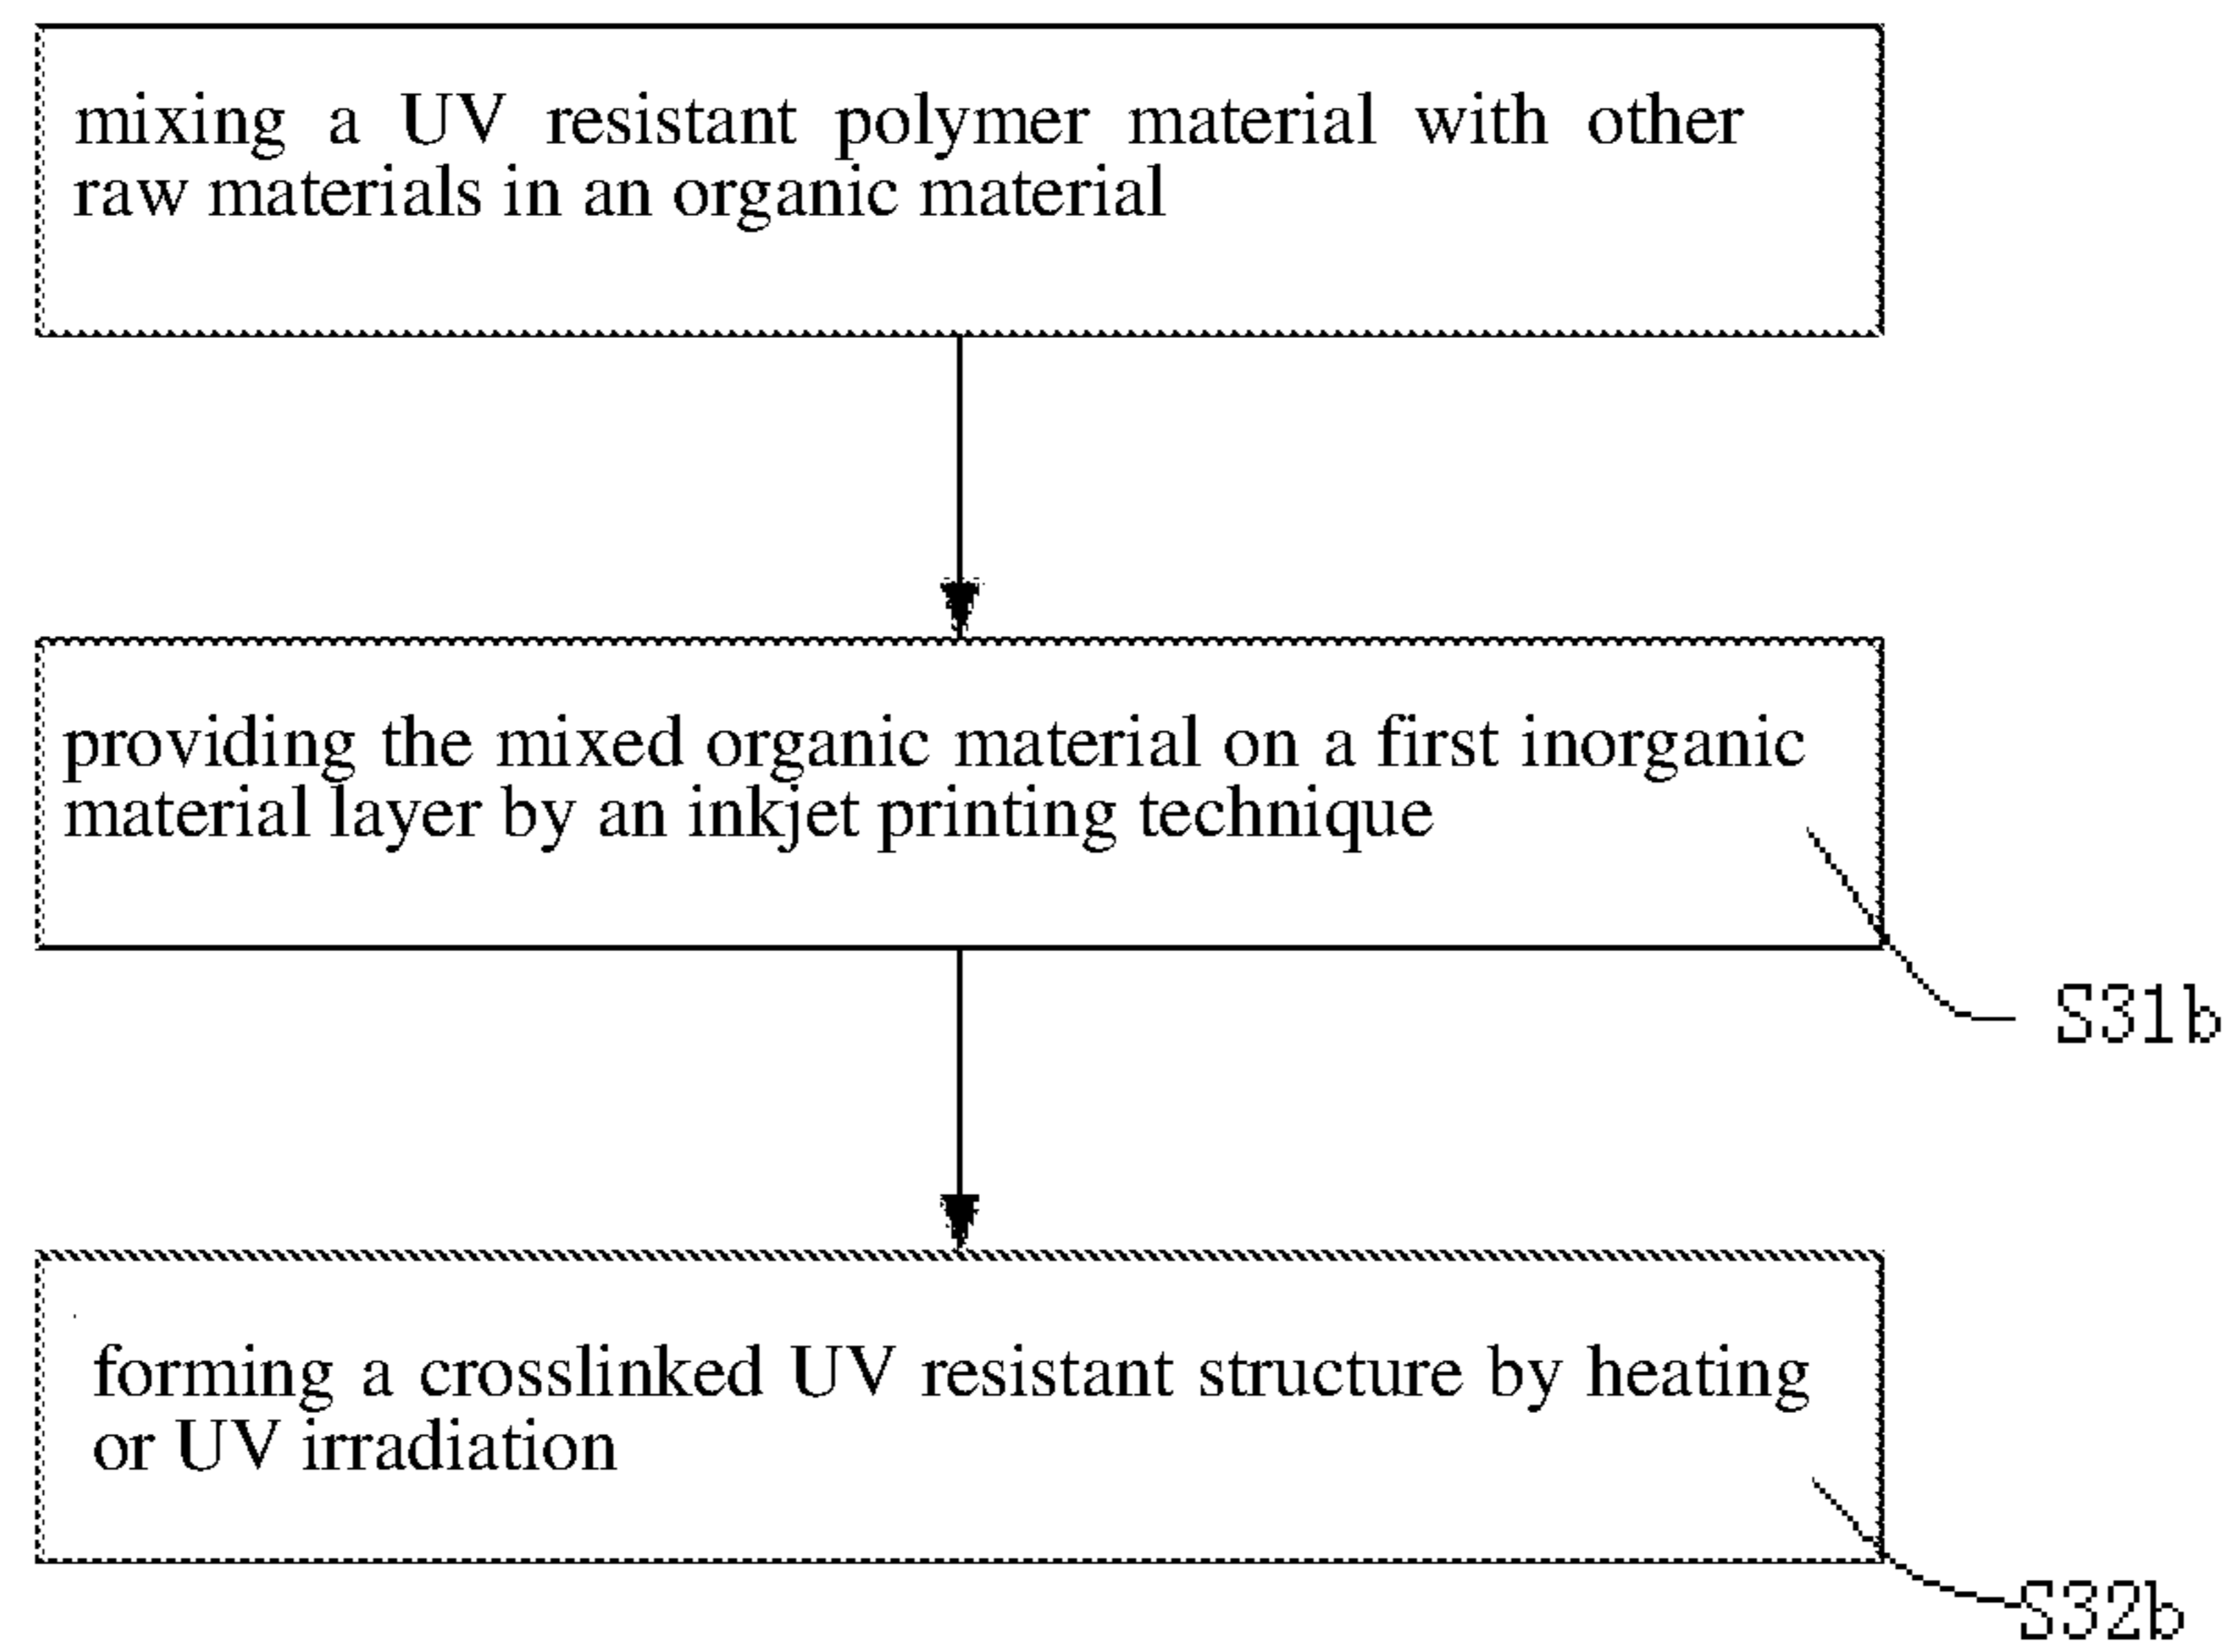 mixing a UV resistant polymer material with other
raw materials in an organic material
providing the mixed organic material on a first inorganic
material layer by an inkjet printing technique
S31b
forming a crosslinked UV resistant structure by heating
or UV irradiation
S32b